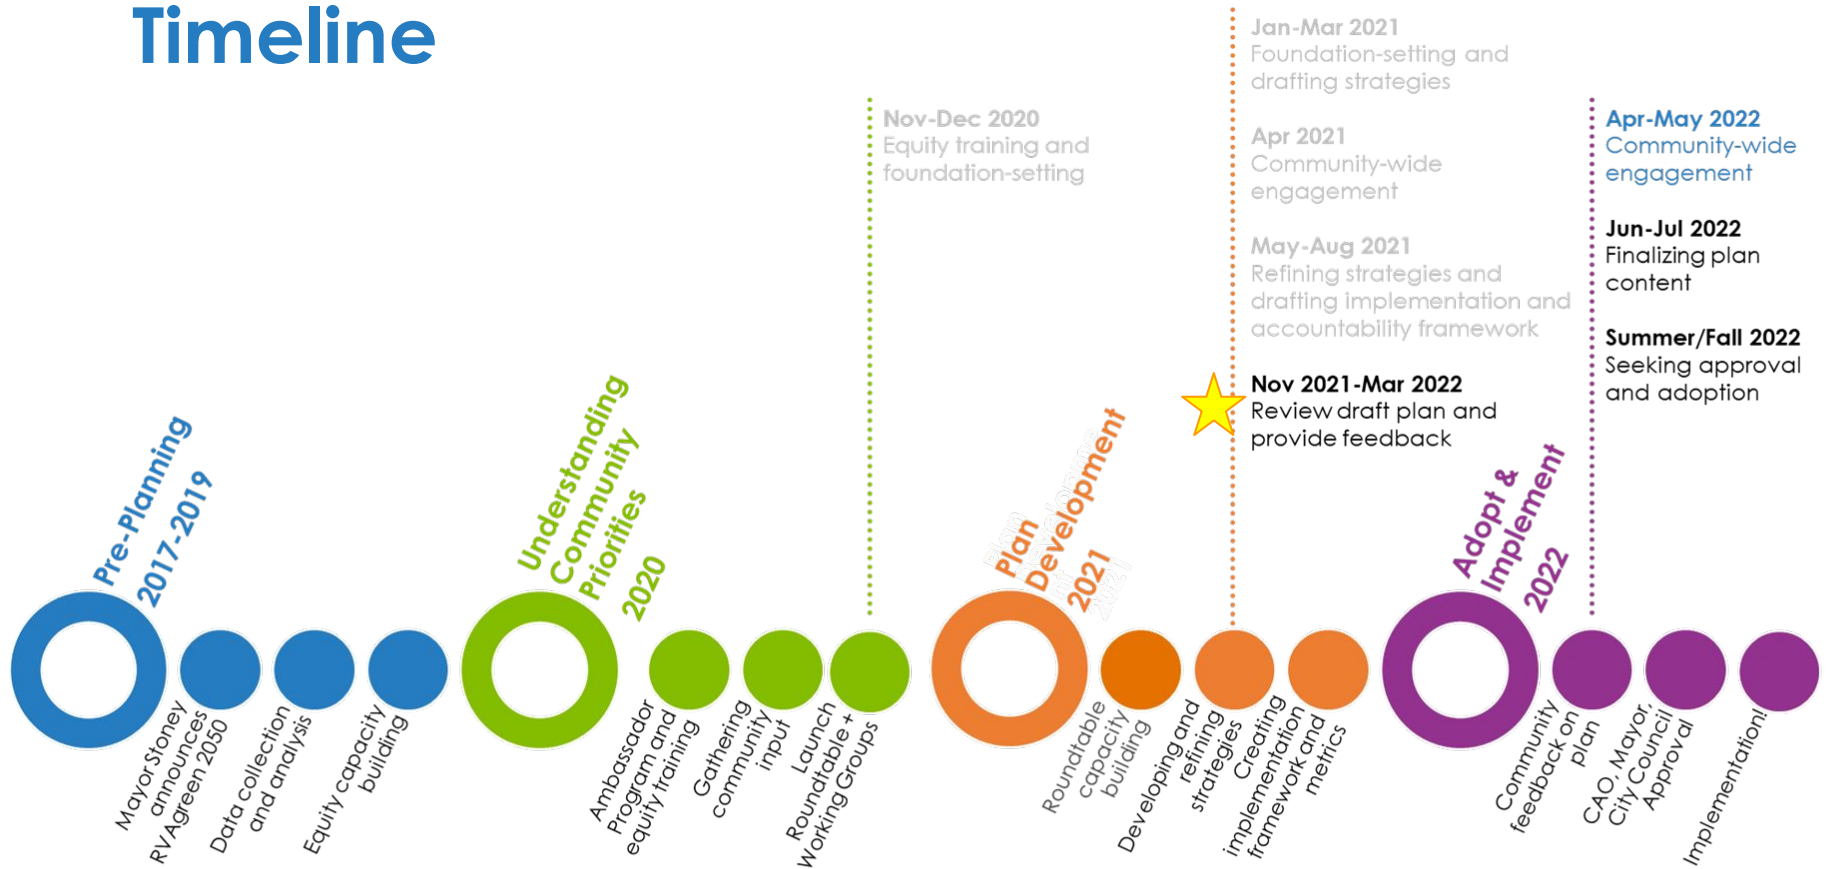 Timeline
Jan-Mar 2021
Foundation-setting and
drafting strategies
Nov-Dec 2020
Equity training and
foundation-setting
Apr 2021
Community-wide
engagement
May-Aug 2021
Refining strategies and
drafting implementation and
accountability framework
Nov 2021-Mar 2022
Review draft plan and
provide feedback
Apr-May 2022
Community-wide
engagement
Jun-Jul 2022
Finalizing plan
content
Summer/Fall 2022
Seeking approval
and adoption
Pre-Planning
2017-2019
Understanding
Community
Priorities
2020
Plan
Development
2021
Adopt &
Implement
2022
Mayor Stoney
announces
RVAgreen 2050
Data collection
and analysis
Equity capacity
building
Ambassador
Program and
equity training
Gathering
community
input
Launch
Roundtable +
Working Groups
Roundtable
capacity
building
Developing and
refining
strategies
Creating
implementation
framework and
metrics
Community
feedback on
plan
CAO, Mayor,
City Council
Approval
Implementation!